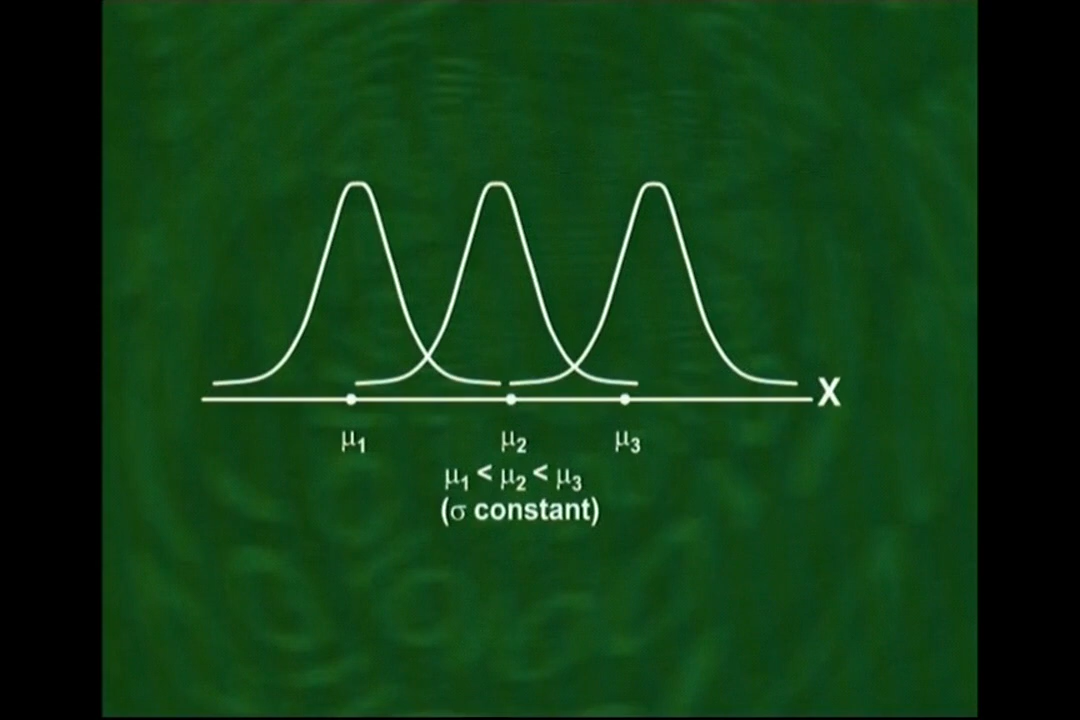 X
μ₁ μ₂ μ₃
μ₁ < μ₂ < μ₃
(σ constant)